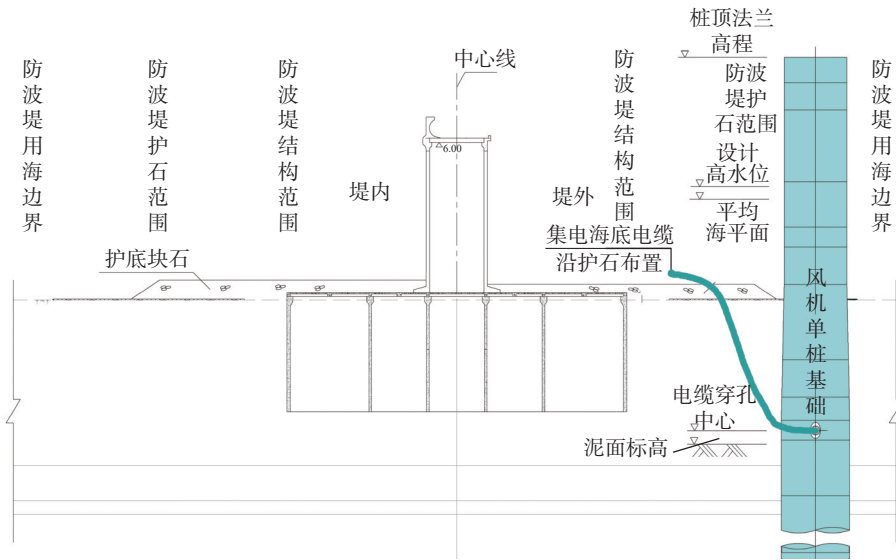 防波堤用海边界
防波堤护石范围
防波堤结构范围
中心线
6.00
堤内
堤外
防波堤结构范围
桩顶法兰
高程
防波
堤护
石范围
设计
高水位
平均
海平面
防波堤用海边界
护底块石
集电海底电缆
沿护石布置
风机单桩基础
电缆穿孔
中心
泥面标高